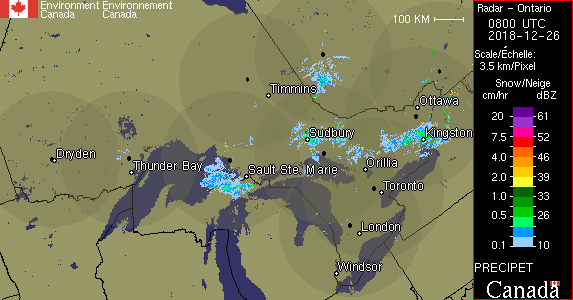 Environment Environnement
Canada Canada
100 KM
Timmins
Ottawa
Sudbury
Kingston
Dryden
Thunder Bay
Sault Ste. Marie
Orillia
Toronto
London
Windsor
Radar - Ontario
0800 UTC
2018-12-26
Scale/Échelle:
3.5 km/Pixel
Snow/Neige
cm/hr dBZ
20 61
7.5 52
4.0 46
2.0 39
1.0 33
0.5 26
0.1 10
PRECIPET
Canada